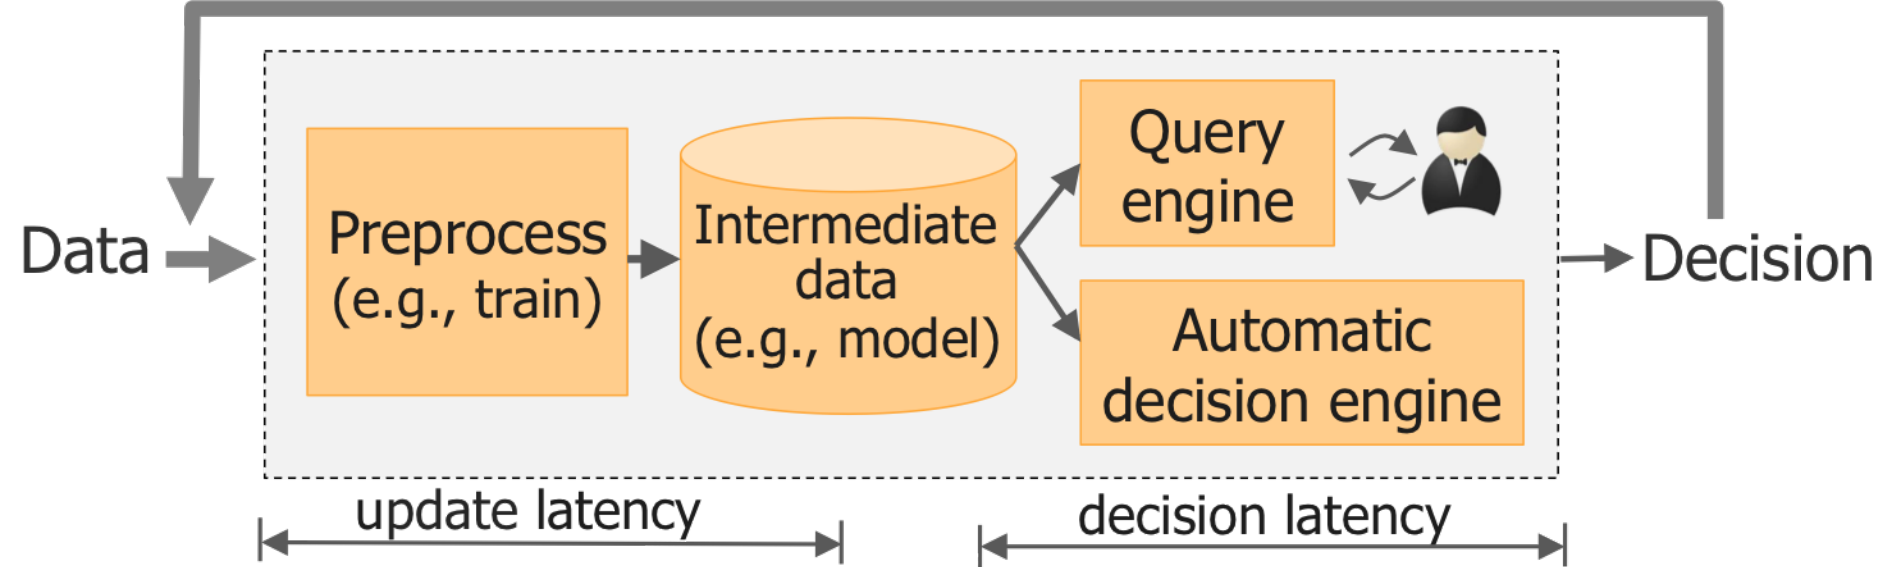 Data
Preprocess
(e.g., train)
Intermediate
data
(e.g., model)
Query
engine
Automatic
decision engine
Decision
update latency
decision latency